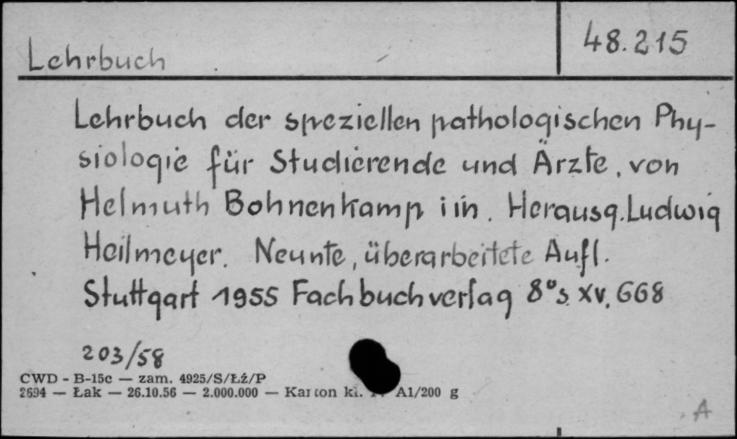 Lehrbuch
48.215
Lehrbuch der speziellen pathologischen Phy-
siologie für Studierende und Ärzte, von
Helmuth Bohnenkamp i in. Herausg. Ludwig
Heilmeyer. Neunte, überarbeitete Aufl.
Stuttgart 1955 Fachbuchverlag 8° s. XV, 668
203/58
CWD - B-15c — zam. 4925/S/Łź/P
2694 — Łak — 26.10.56 — 2.000.000 — Karton kl. A1/200 g
A